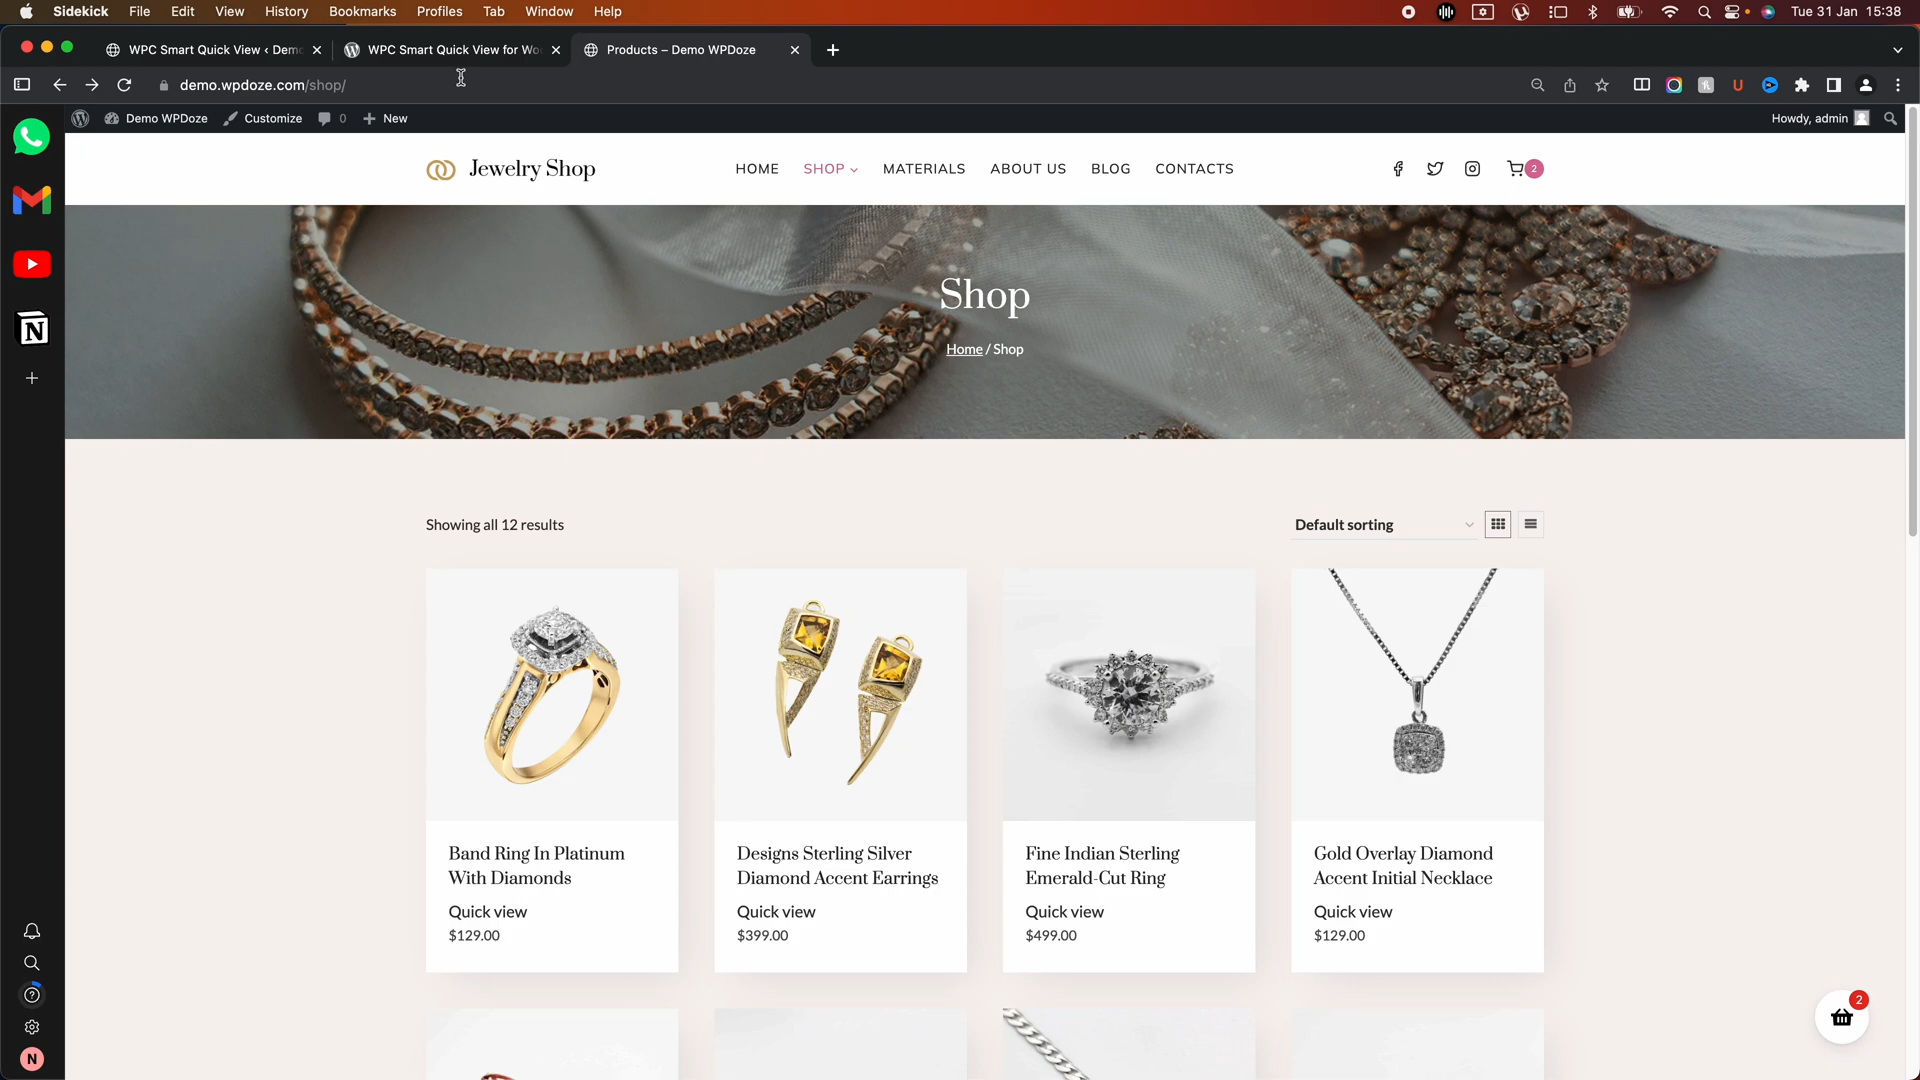 Sidekick File Edit View History Bookmarks Profiles Tab Window Help Tue 31 Jan 15:38
WPC Smart Quick View ‹ Dem WPC Smart Quick View for Wo Products – Demo WPDoze
demo.wpdoze.com/shop/
Demo WPDoze Customize 0 New Howdy, admin
Jewelry Shop HOME SHOP MATERIALS ABOUT US BLOG CONTACTS 2
Shop
Home / Shop
Showing all 12 results Default sorting
Band Ring In Platinum
With Diamonds
Quick view
$129.00
Designs Sterling Silver
Diamond Accent Earrings
Quick view
$399.00
Fine Indian Sterling
Emerald-Cut Ring
Quick view
$499.00
Gold Overlay Diamond
Accent Initial Necklace
Quick view
$129.00
2
N